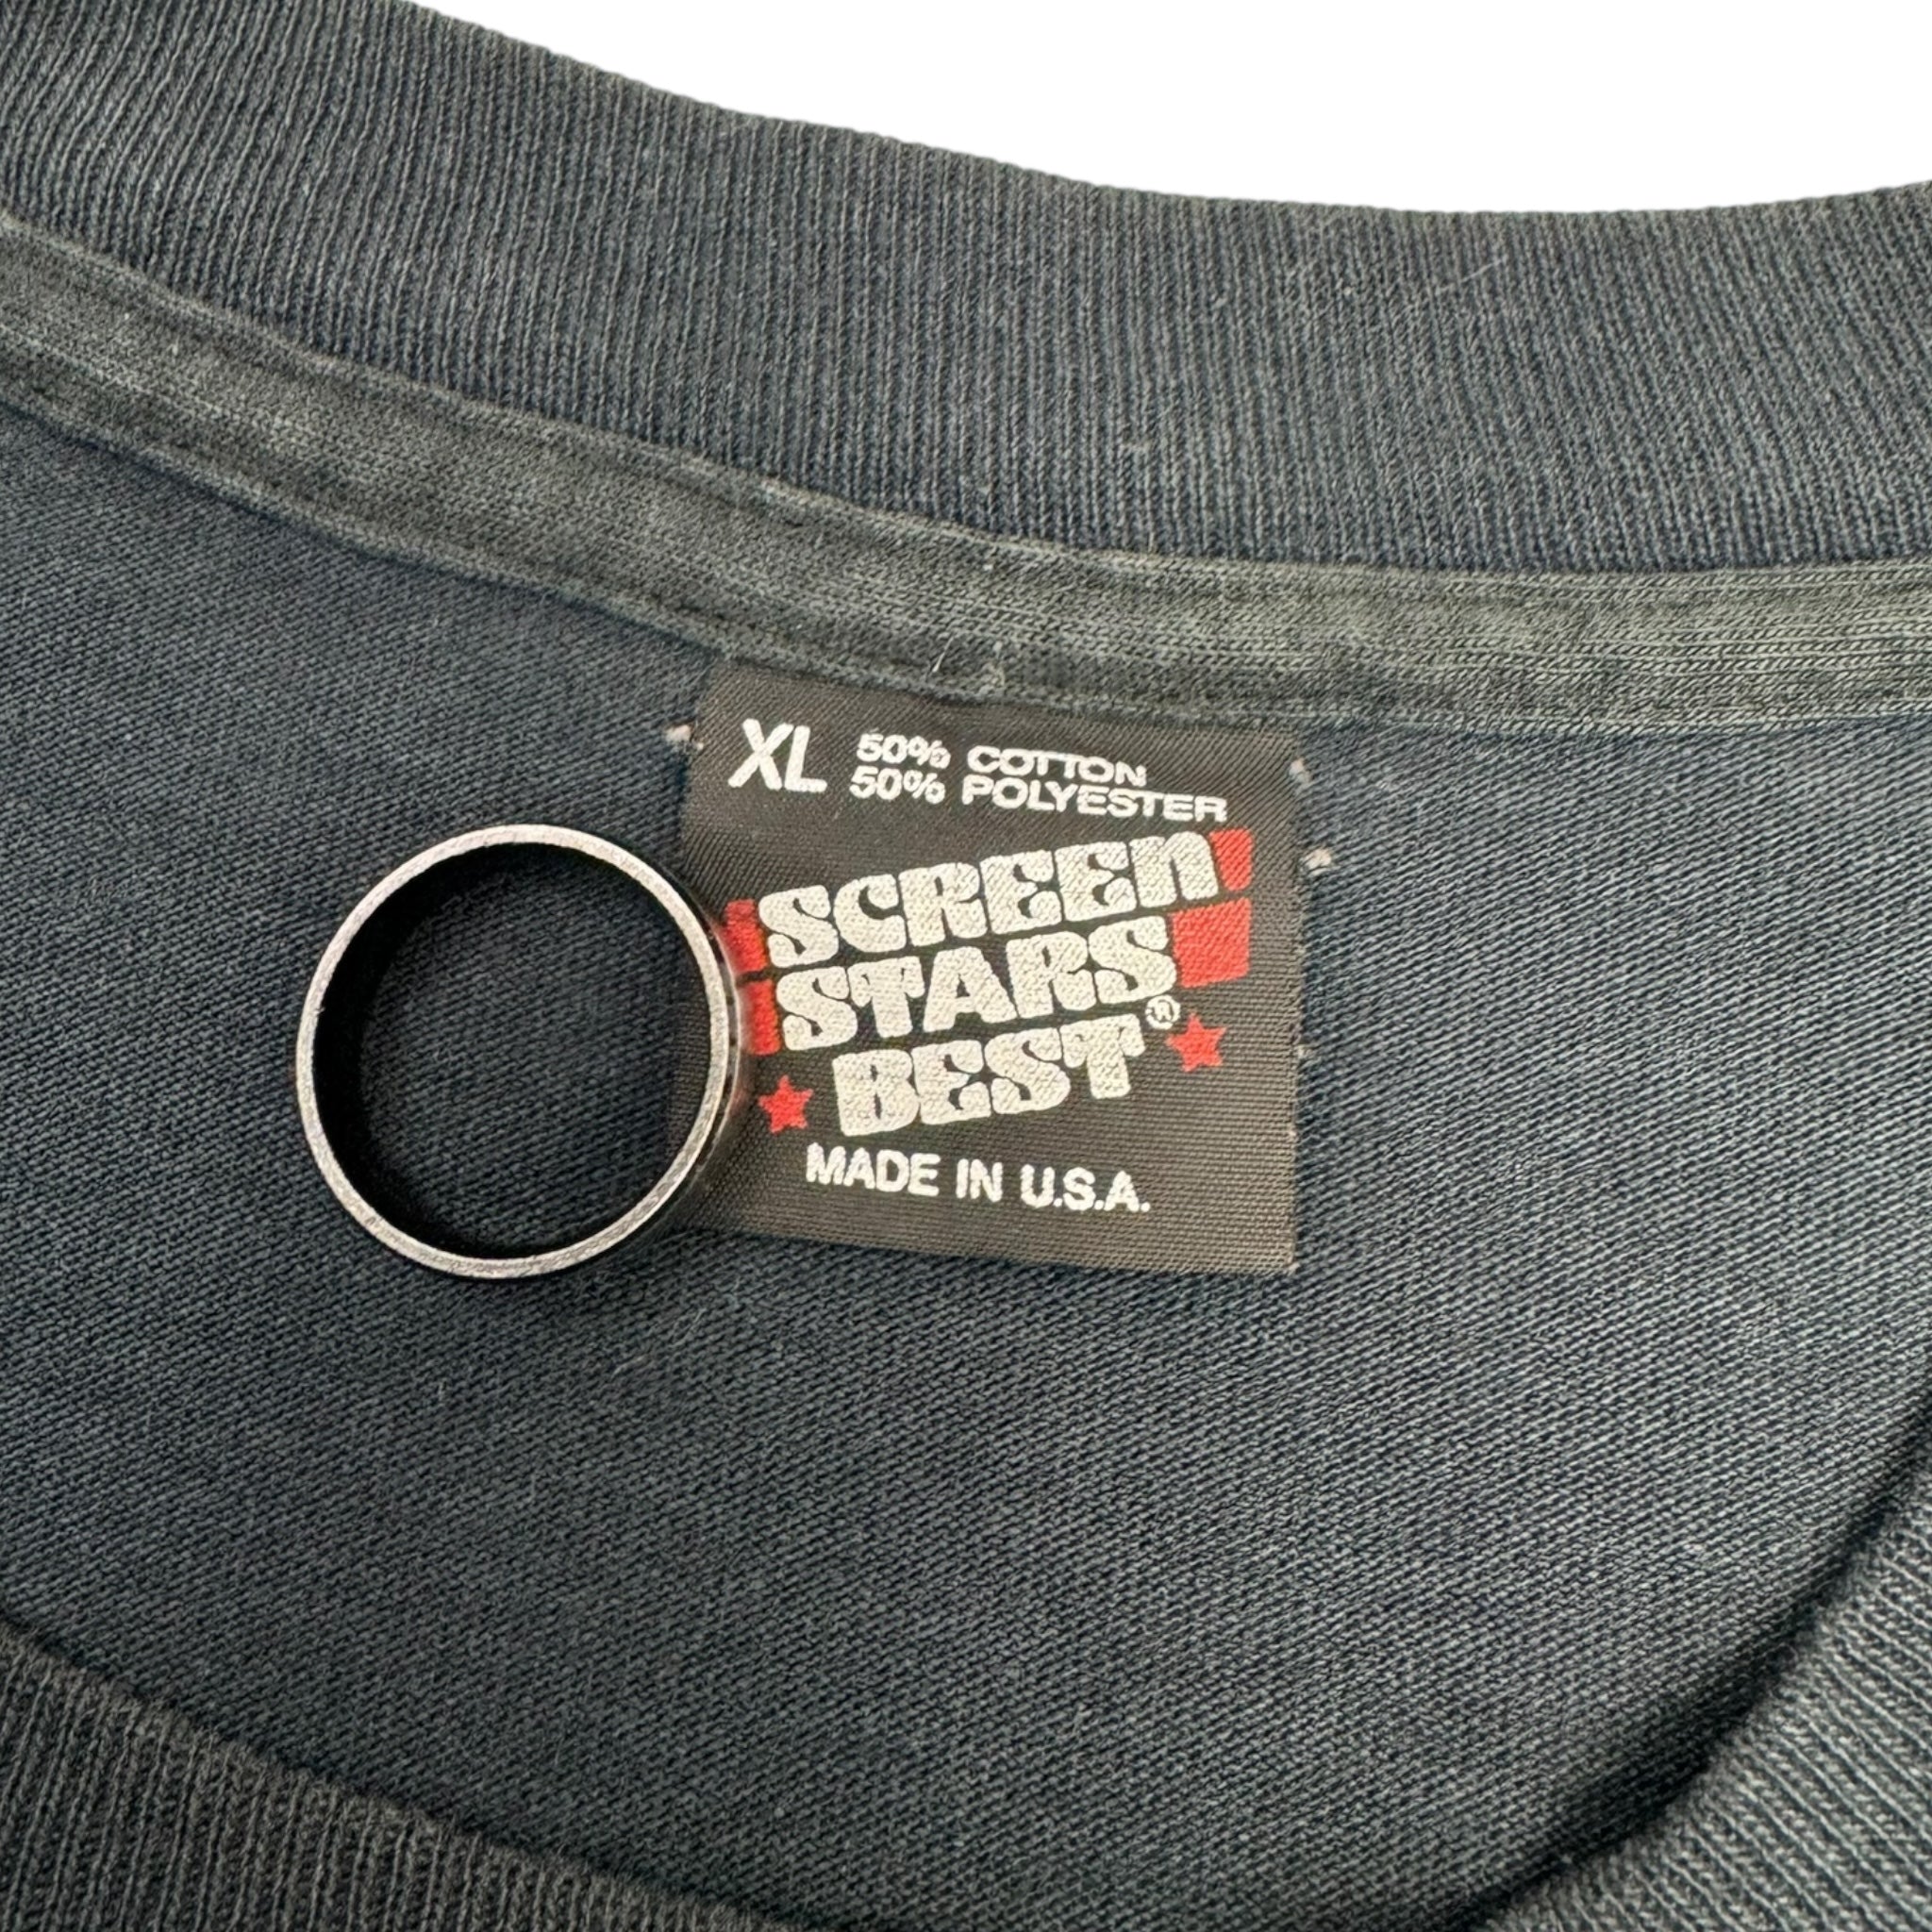 XL 50% COTTON
50% POLYESTER
SCREEN
STARS
BEST®
MADE IN U.S.A.